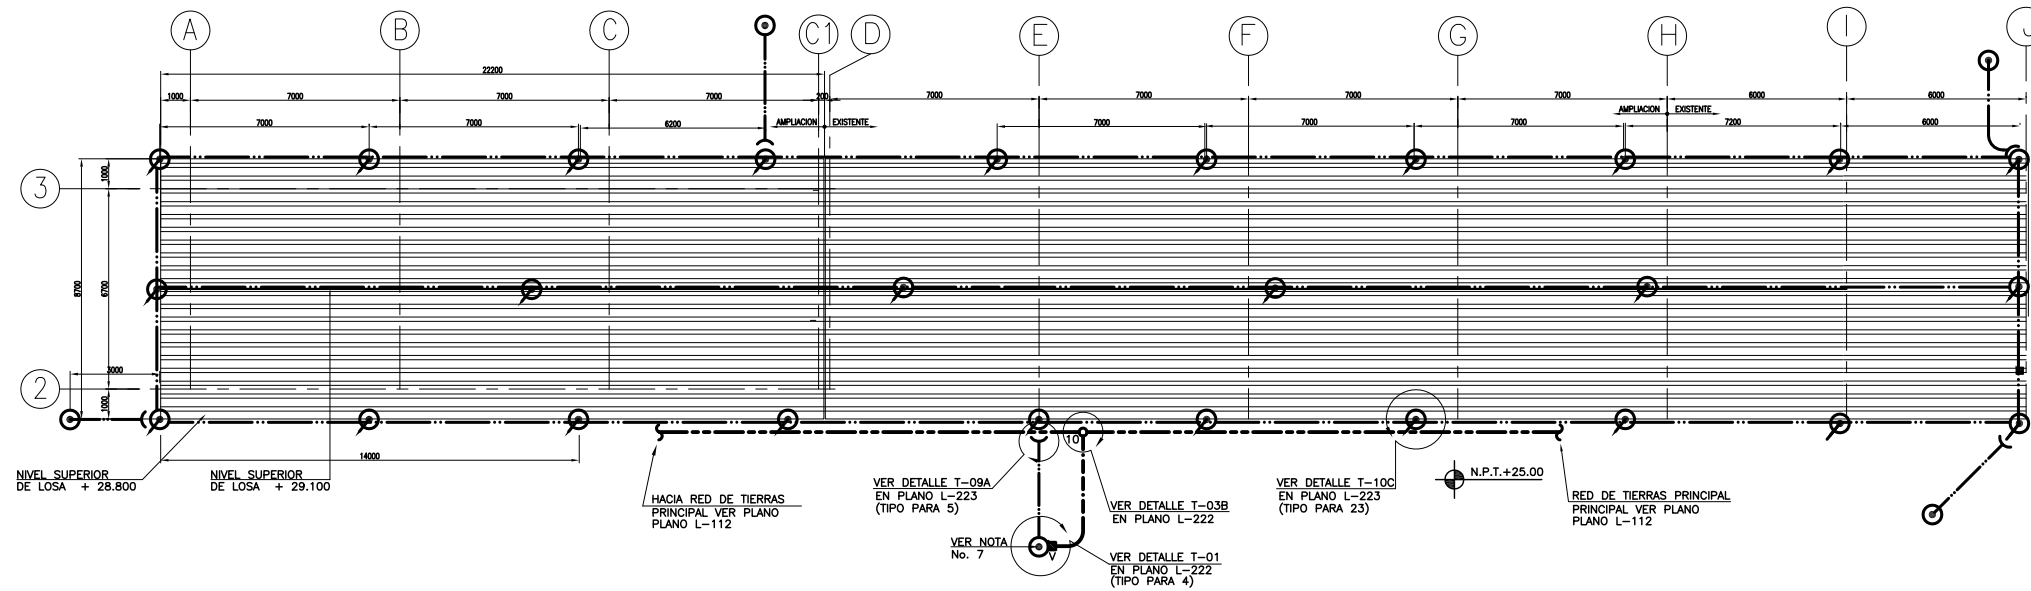 A B C C1 D E F G H I J
22200
1000 7000 7000 7000 200 7000 7000 7000 7000 6000 6000
AMPLIACION EXISTENTE
7000 7000 6200 AMPLIACION EXISTENTE 7000 7000 7000 7200 6000
1000
3
8700 6700
3000
2
1000
10
14000
NIVEL SUPERIOR
DE LOSA + 28.800
NIVEL SUPERIOR
DE LOSA + 29.100
HACIA RED DE TIERRAS
PRINCIPAL VER PLANO
PLANO L-112
VER DETALLE T-09A
EN PLANO L-223
(TIPO PARA 5)
VER DETALLE T-03B
EN PLANO L-222
VER NOTA
No. 7
V
VER DETALLE T-01
EN PLANO L-222
(TIPO PARA 4)
VER DETALLE T-10C
EN PLANO L-223
(TIPO PARA 23)
N.P.T.+25.00
RED DE TIERRAS PRINCIPAL
PRINCIPAL VER PLANO
PLANO L-112